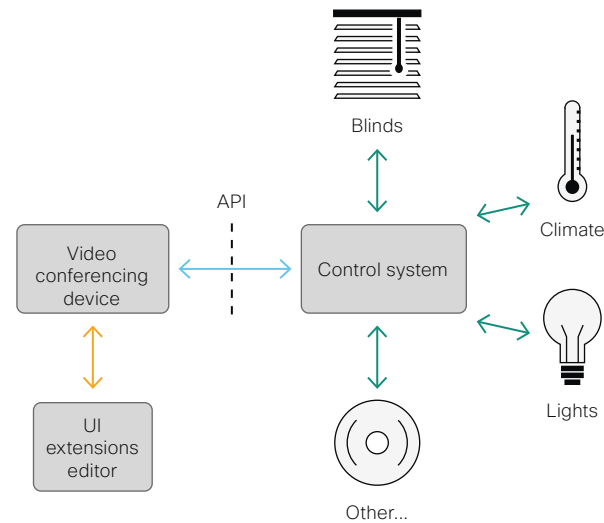 Blinds
API
Climate
Video
conferencing
device
Control system
Lights
UI
extensions
editor
Other...